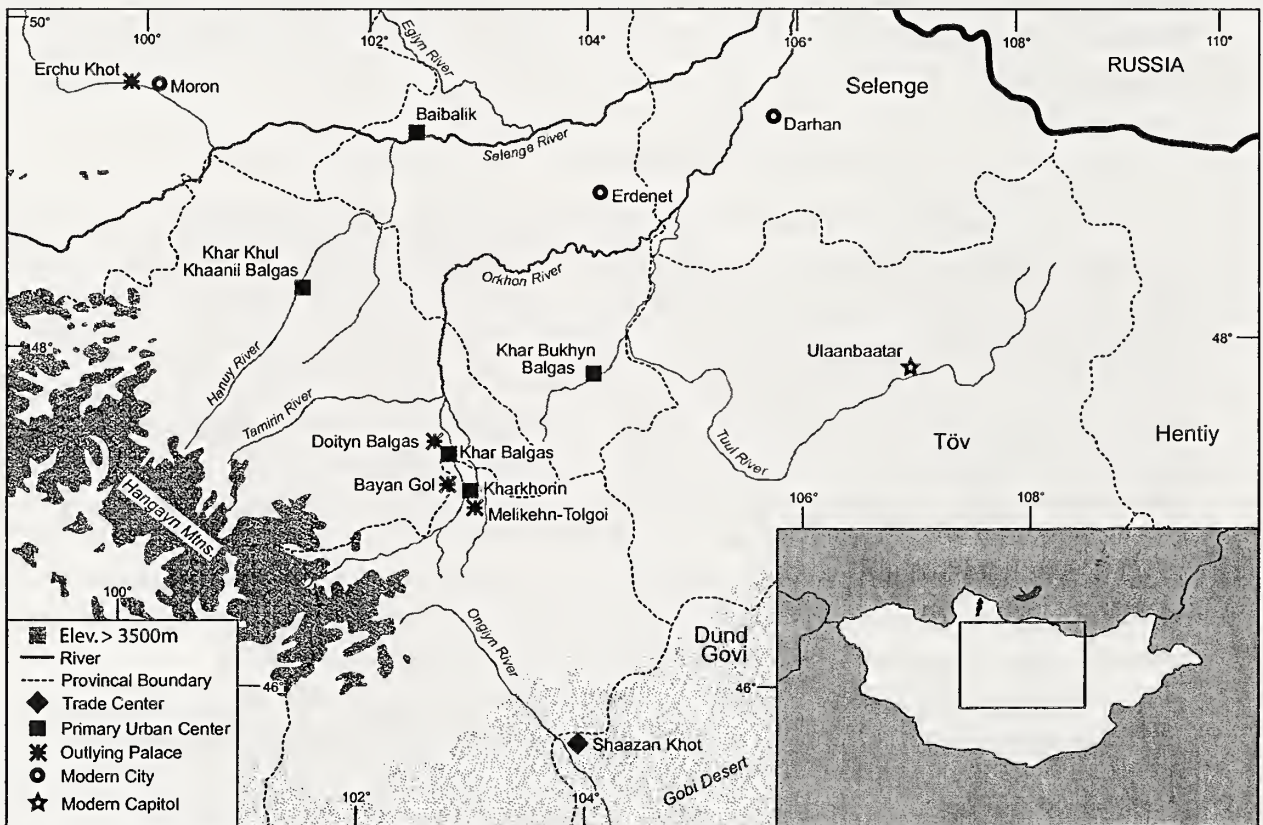 50°
100°
102°
104°
106°
108°
110°
Eglyn River
RUSSIA
Erchu Khot
Moron
Selenge
Baibalik
Darhan
Selenge River
Erdenet
Khar Khul
Khaanii Balgas
Orkhon River
48°
48°
Khar Bukhyn
Balgas
Ulaanbaatar
Hanuy River
Tamirin River
Doityn Balgas
Khar Balgas
Tuul River
Töv
Hentiy
Bayan Gol
Kharkhorin
Melikehn-Tolgoi
Hangayn Mtns.
106°
108°
100°
Ongiyn River
Dund
Govi
46°
46°
Shaazan Khot
Gobi Desert
102°
104°
Elev. > 3500m
River
Provincal Boundary
Trade Center
Primary Urban Center
Outlying Palace
Modern City
Modern Capitol